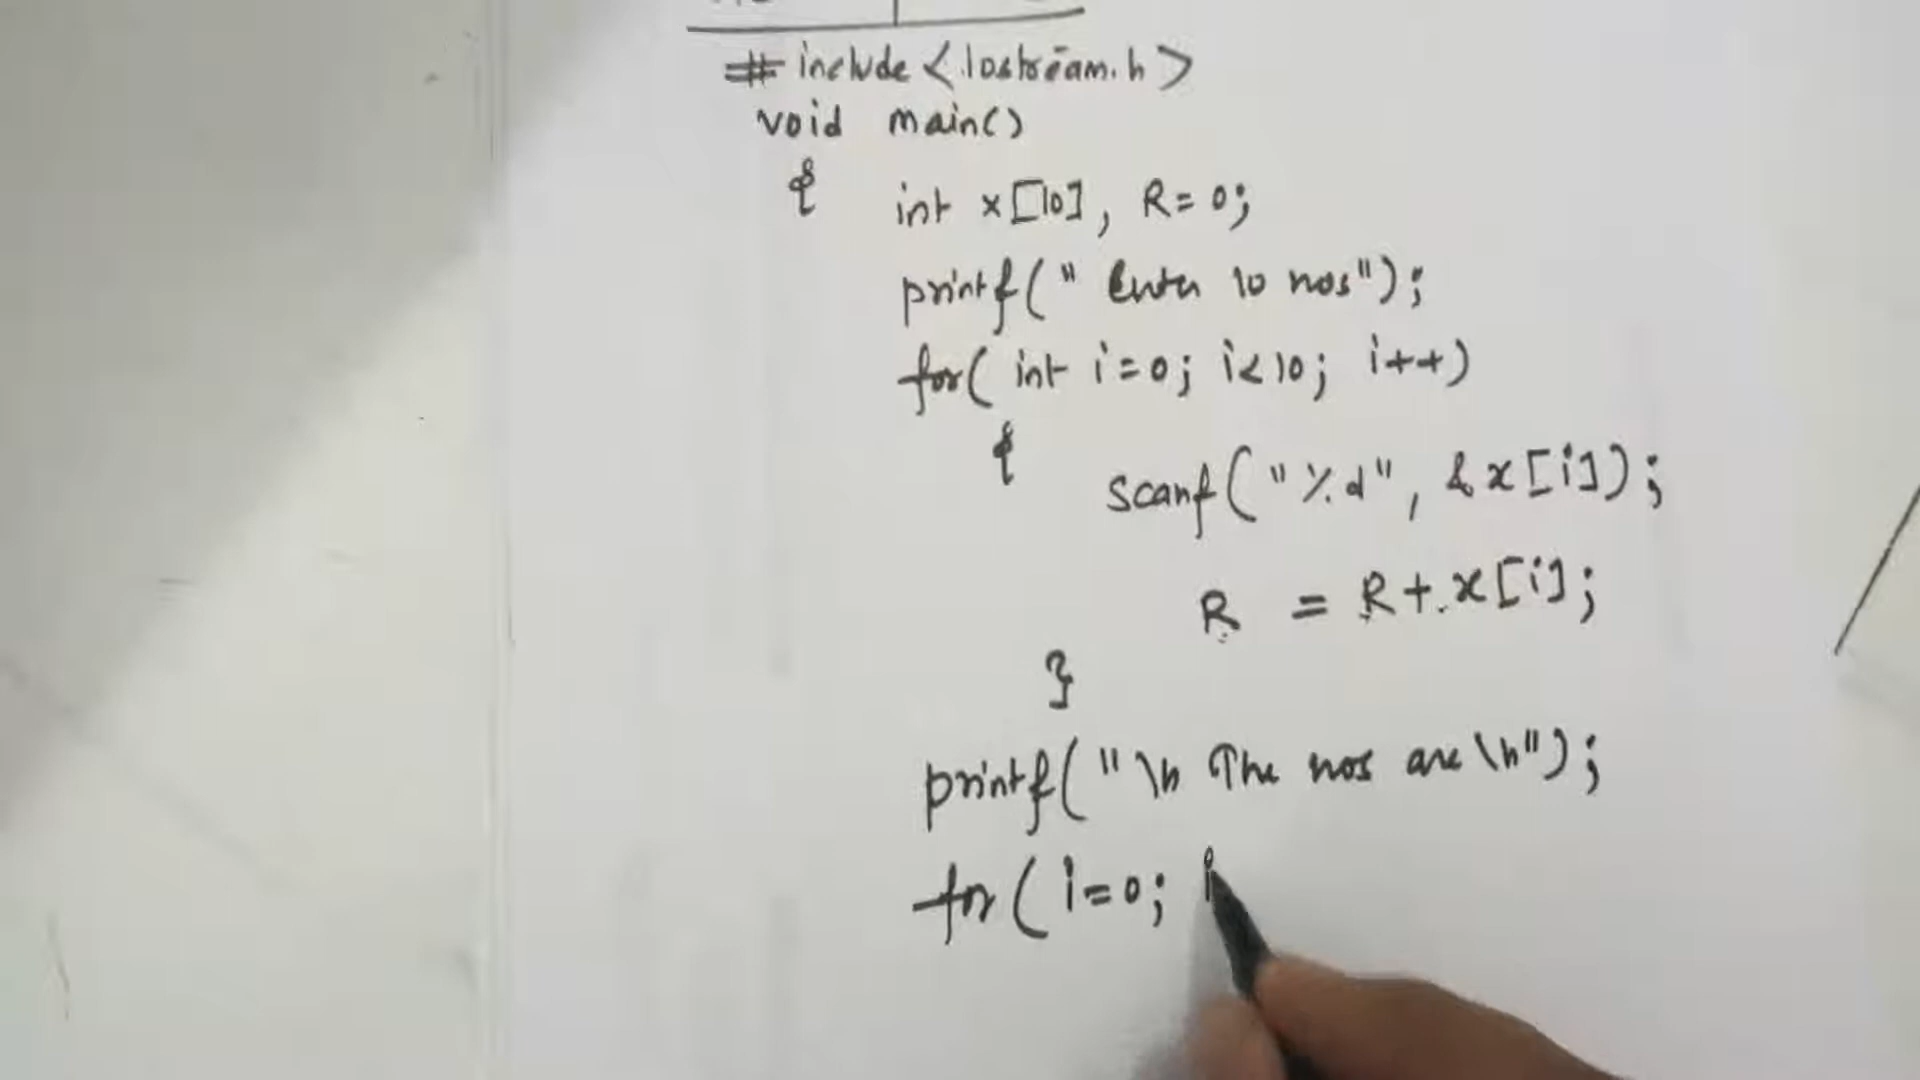 #include <iostream.h>
void main()
{ int x[10], R=0;
printf(" Enter 10 nos");
for( int i=0; i<10; i++)
{
scanf("%d", &x[i]);
R = R+x[i];
}
printf("\n The nos are \n");
for( i=0; i